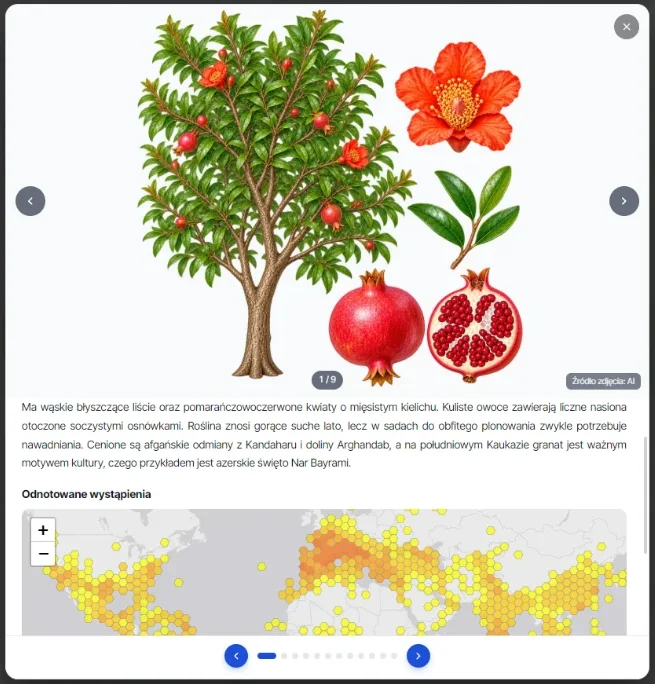 1 / 9
Źródło zdjęcia: AI
Ma wąskie błyszczące liście oraz pomarańczowoczerwone kwiaty o mięsistym kielichu. Kuliste owoce zawierają liczne nasiona
otoczone soczystymi osnówkami. Roślina znosi gorące suche lato, lecz w sadach do obfitego plonowania zwykle potrzebuje
nawadniania. Cenione są afgańskie odmiany z Kandaharu i doliny Arghandab, a na południowym Kaukazie granat jest ważnym
motywem kultury, czego przykładem jest azerskie święto Nar Bayrami.
Odnotowane wystąpienia
+
−